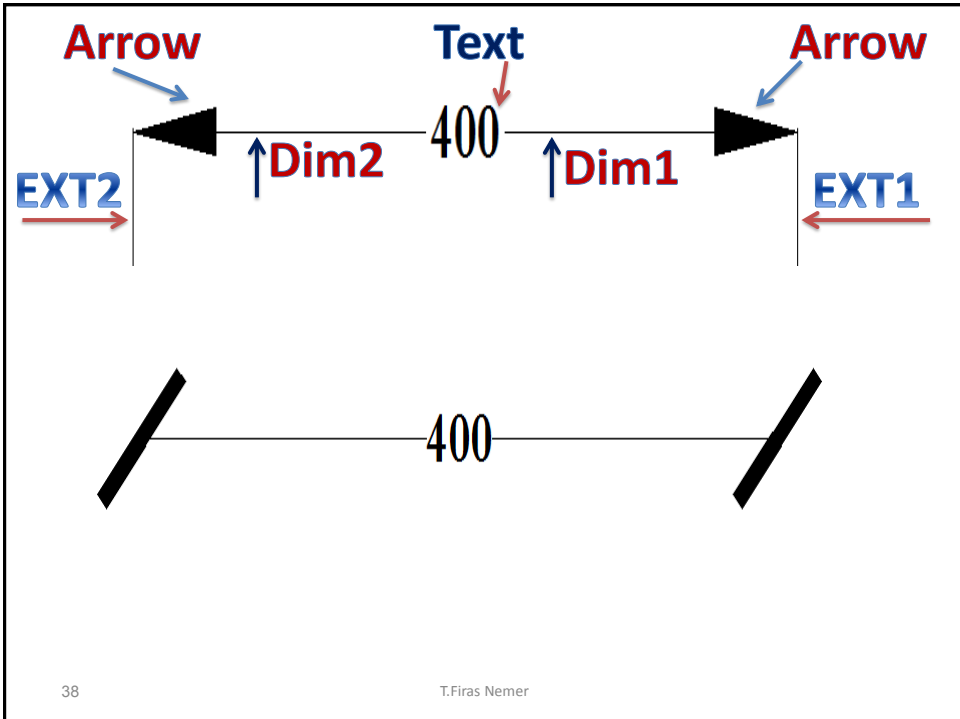 Arrow Text Arrow
400
Dim2 Dim1
EXT2 EXT1
400
38 T.Firas Nemer